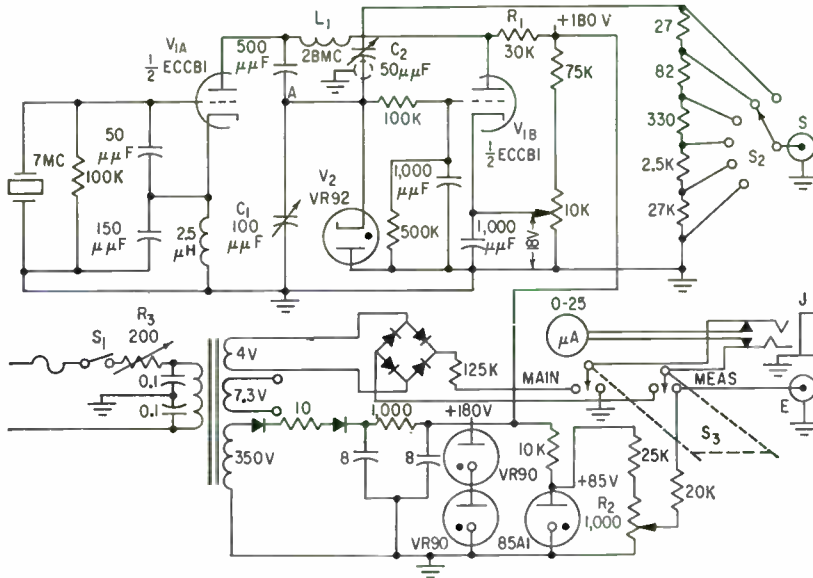 V1A
½ ECC81
500 μμF
L1
28MC
C2
50μμF
R1
30K
+180 V
75K
27
82
330
2.5K
27K
S2
S
A
100K
V1B
½ ECC81
7MC
100K
50 μμF
150 μμF
2.5 μH
C1
100 μμF
V2
VR92
500K
1,000 μμF
1,000 μμF
18V
10K
S1
R3
200
0.1
0.1
4V
7.3V
350V
10
1,000
8
8
125K
+180V
VR90
VR90
10K
+85V
85A1
25K
R2
1,000
20K
0-25
μA
MAIN
MEAS
S3
J
E